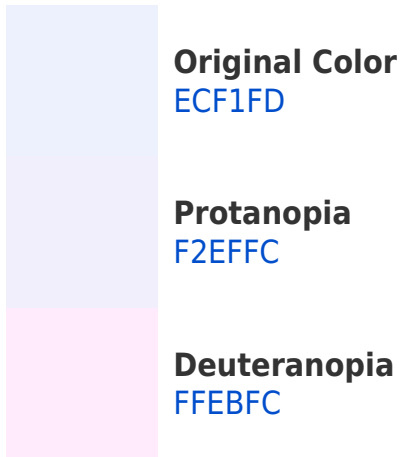 Original Color
ECF1FD
Protanopia
F2EFFC
Deuteranopia
FFEBFC